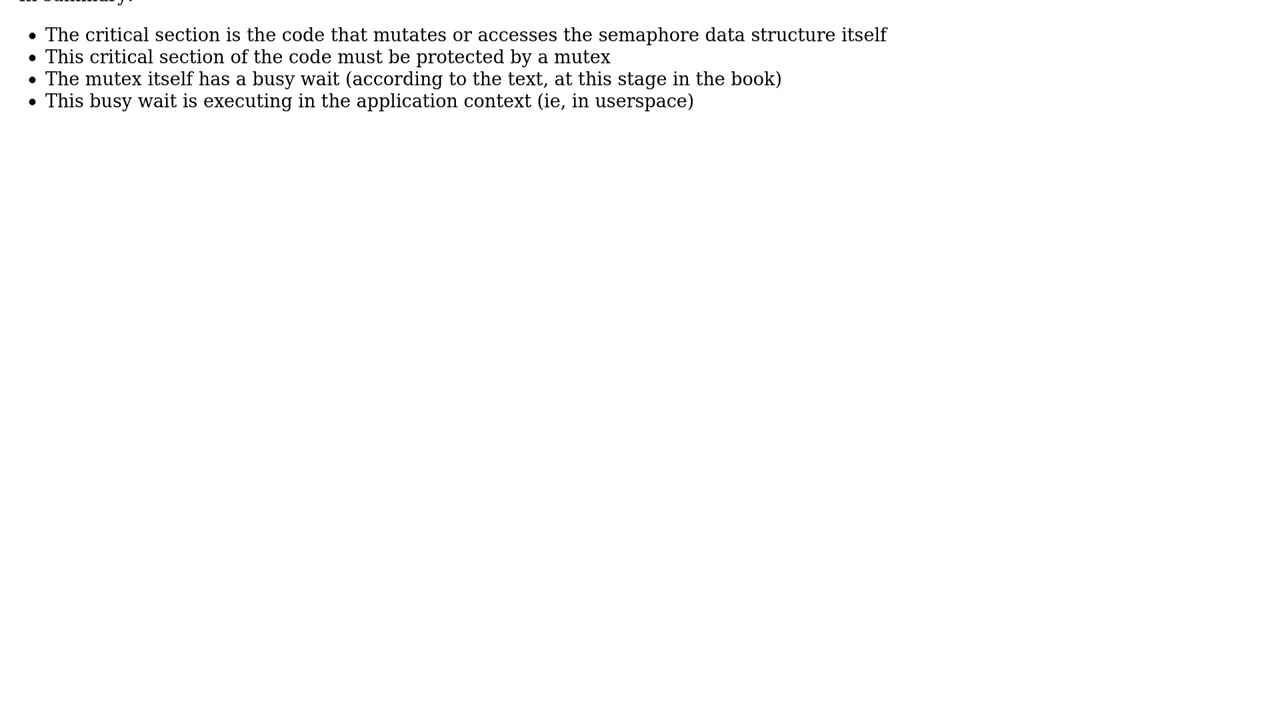 In summary:
The critical section is the code that mutates or accesses the semaphore data structure itself
This critical section of the code must be protected by a mutex
The mutex itself has a busy wait (according to the text, at this stage in the book)
This busy wait is executing in the application context (ie, in userspace)